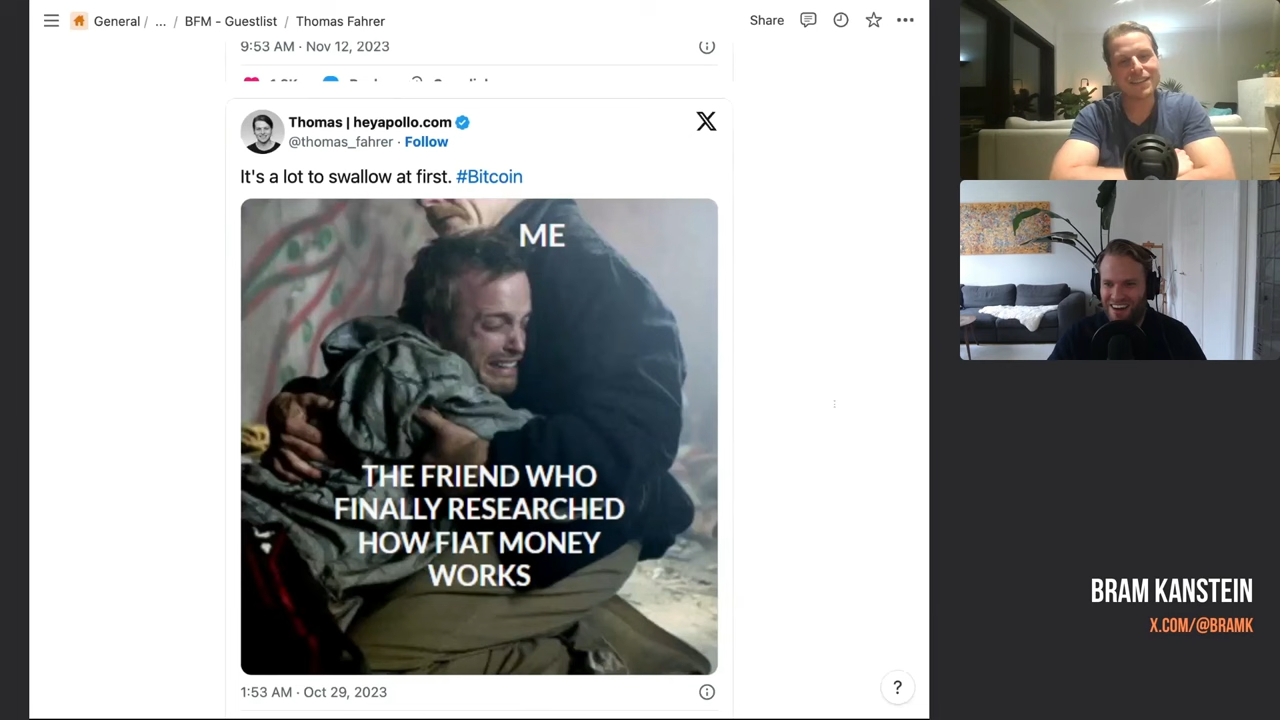 General / ... / BFM - Guestlist / Thomas Fahrer
Share
9:53 AM · Nov 12, 2023
Thomas | heyapollo.com
@thomas_fahrer · Follow
It's a lot to swallow at first. #Bitcoin
ME
THE FRIEND WHO
FINALLY RESEARCHED
HOW FIAT MONEY
WORKS
1:53 AM · Oct 29, 2023
?
BRAM KANSTEIN
X.COM/@BRAMK